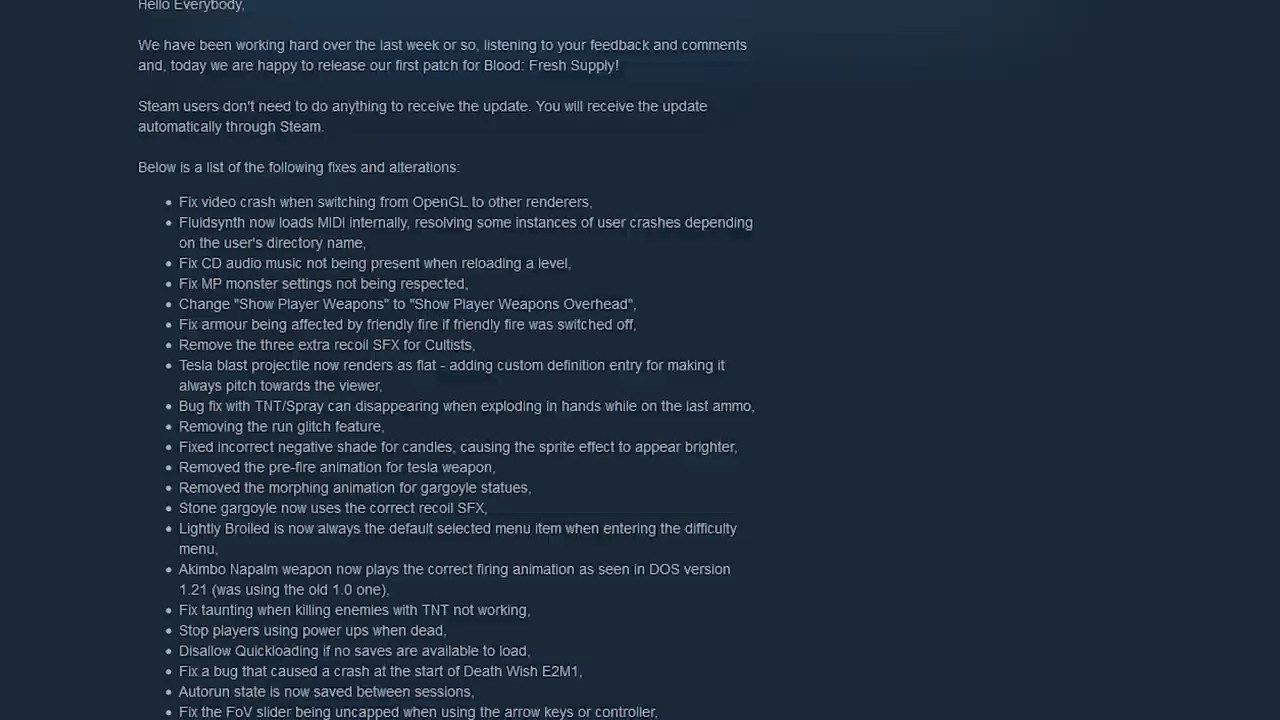 Hello Everybody,
We have been working hard over the last week or so, listening to your feedback and comments
and, today we are happy to release our first patch for Blood: Fresh Supply!
Steam users don't need to do anything to receive the update. You will receive the update
automatically through Steam.
Below is a list of the following fixes and alterations:
• Fix video crash when switching from OpenGL to other renderers,
• Fluidsynth now loads MIDI internally, resolving some instances of user crashes depending
on the user's directory name,
• Fix CD audio music not being present when reloading a level,
• Fix MP monster settings not being respected,
• Change "Show Player Weapons" to "Show Player Weapons Overhead",
• Fix armour being affected by friendly fire if friendly fire was switched off,
• Remove the three extra recoil SFX for Cultists,
• Tesla blast projectile now renders as flat - adding custom definition entry for making it
always pitch towards the viewer,
• Bug fix with TNT/Spray can disappearing when exploding in hands while on the last ammo,
• Removing the run glitch feature,
• Fixed incorrect negative shade for candles, causing the sprite effect to appear brighter,
• Removed the pre-fire animation for tesla weapon,
• Removed the morphing animation for gargoyle statues,
• Stone gargoyle now uses the correct recoil SFX,
• Lightly Broiled is now always the default selected menu item when entering the difficulty
menu,
• Akimbo Napalm weapon now plays the correct firing animation as seen in DOS version
1.21 (was using the old 1.0 one),
• Fix taunting when killing enemies with TNT not working,
• Stop players using power ups when dead,
• Disallow Quickloading if no saves are available to load,
• Fix a bug that caused a crash at the start of Death Wish E2M1,
• Autorun state is now saved between sessions,
• Fix the FoV slider being uncapped when using the arrow keys or controller,